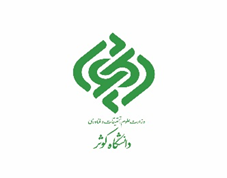 وزارت علوم، تحقیقات و فناوری
دانشگاه کوثر